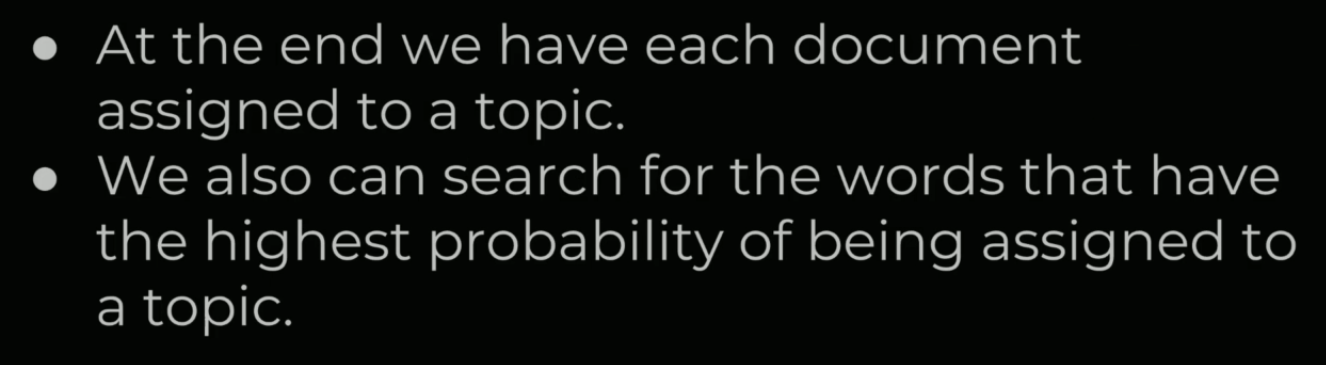 ● At the end we have each document
assigned to a topic.
● We also can search for the words that have
the highest probability of being assigned to
a topic.